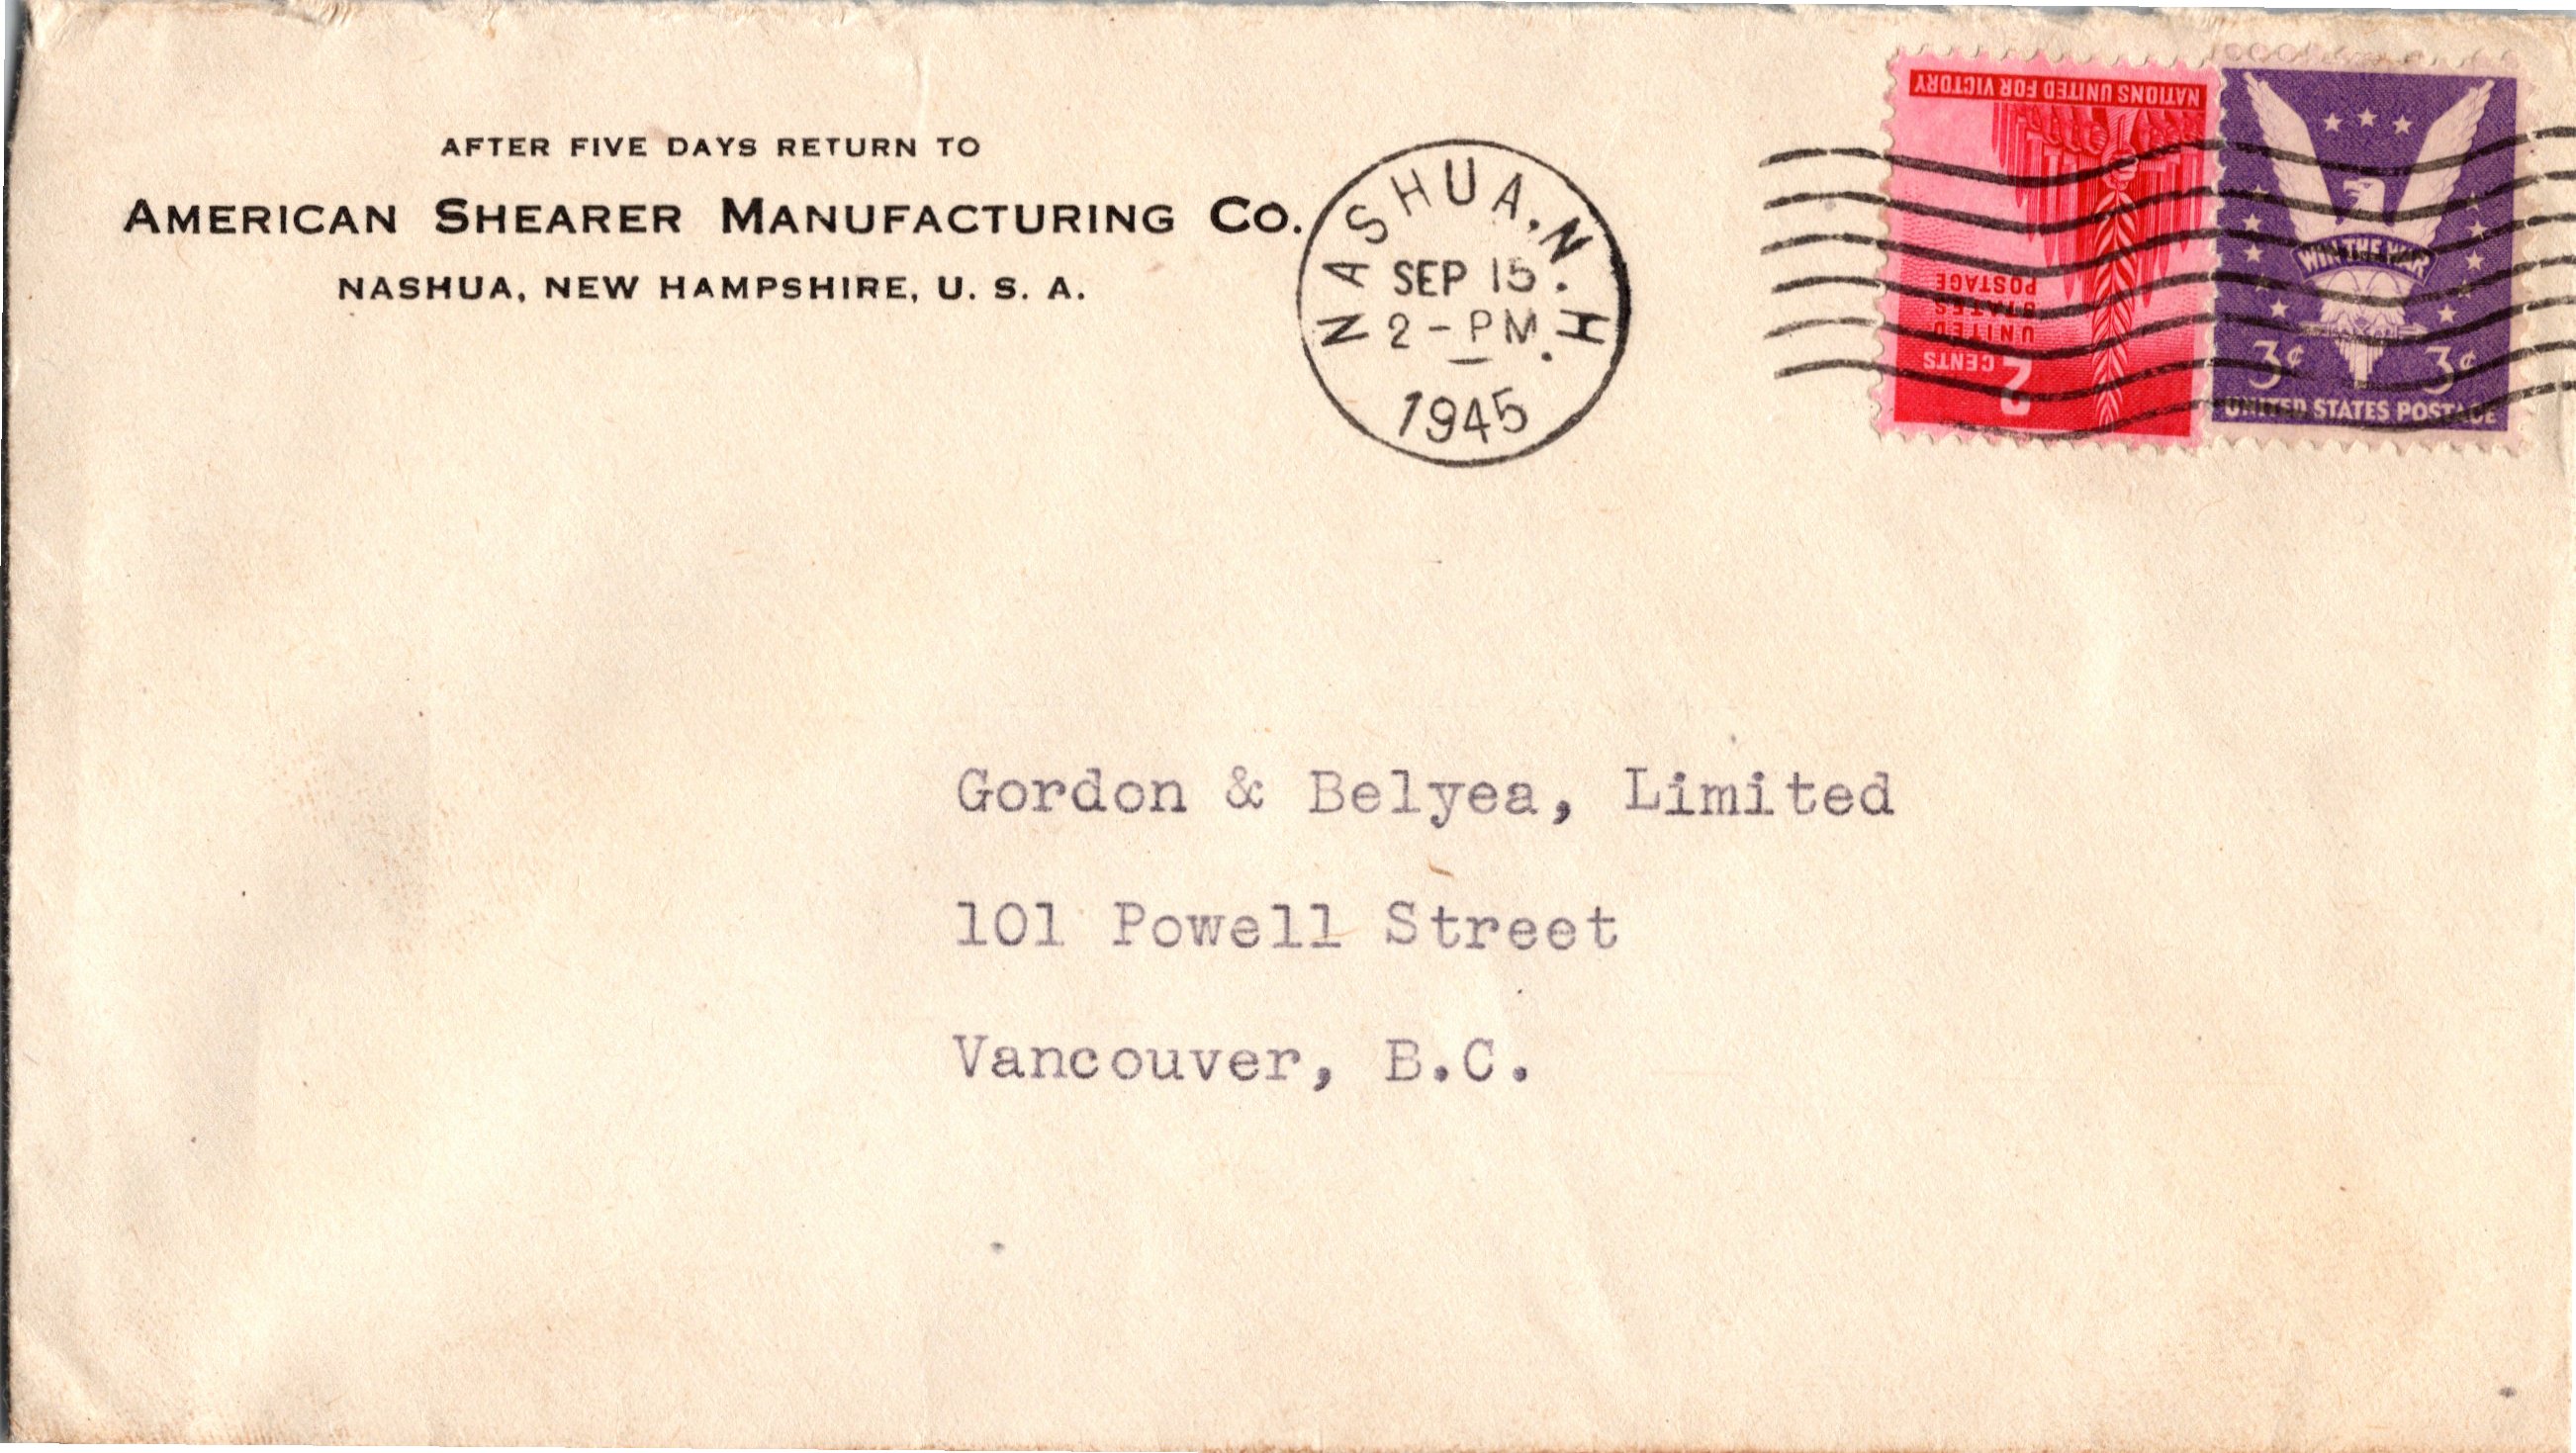 AFTER FIVE DAYS RETURN TO
AMERICAN SHEARER MANUFACTURING CO.
NASHUA, NEW HAMPSHIRE, U. S. A.
NASHUA, N. H.
SEP 15
2 - PM
1945
NATIONS UNITED FOR VICTORY
UNITED
STATES
POSTAGE
2 CENTS
WIN THE WAR
3¢ 3¢
UNITED STATES POSTAGE
Gordon & Belyea, Limited
101 Powell Street
Vancouver, B.C.